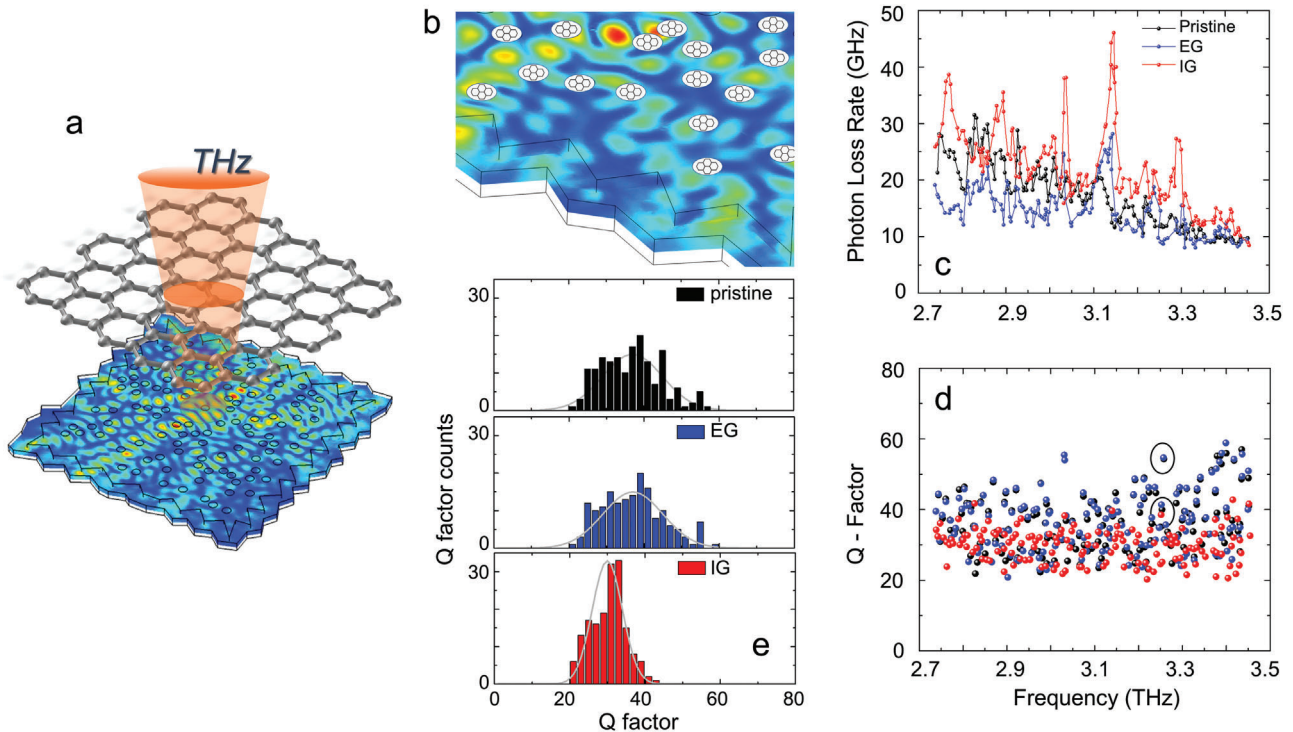 a
THz
b
30
0
pristine
30
0
EG
30
0
IG
e
0
20
40
60
80
Q factor
Q factor counts
50
40
30
20
10
0
Photon Loss Rate (GHz)
Pristine
EG
IG
c
2.7
2.9
3.1
3.3
3.5
80
60
40
20
0
Q - Factor
d
2.7
2.9
3.1
3.3
3.5
Frequency (THz)